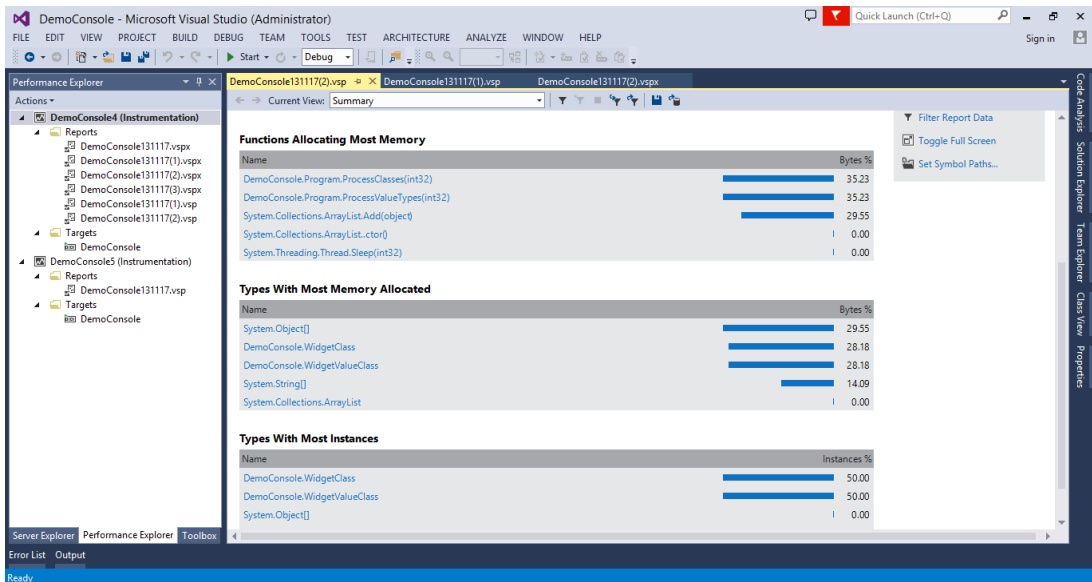 DemoConsole - Microsoft Visual Studio (Administrator)
Quick Launch (Ctrl+Q)
FILE EDIT VIEW PROJECT BUILD DEBUG TEAM TOOLS TEST ARCHITECTURE ANALYZE WINDOW HELP
Sign in
Start Debug
Performance Explorer
Actions
DemoConsole4 (Instrumentation)
Reports
DemoConsole131117.vspx
DemoConsole131117(1).vspx
DemoConsole131117(2).vspx
DemoConsole131117(3).vspx
DemoConsole131117(1).vsp
DemoConsole131117(2).vsp
Targets
DemoConsole
DemoConsole5 (Instrumentation)
Reports
DemoConsole131117.vsp
Targets
DemoConsole
Server Explorer Performance Explorer Toolbox
DemoConsole131117(2).vsp DemoConsole131117(1).vsp DemoConsole131117(2).vspx
Current View: Summary
Functions Allocating Most Memory
Name Bytes %
DemoConsole.Program.ProcessClasses(int32) 35.23
DemoConsole.Program.ProcessValueTypes(int32) 35.23
System.Collections.ArrayList.Add(object) 29.55
System.Collections.ArrayList..ctor() 0.00
System.Threading.Thread.Sleep(int32) 0.00
Types With Most Memory Allocated
Name Bytes %
System.Object[] 29.55
DemoConsole.WidgetClass 28.18
DemoConsole.WidgetValueClass 28.18
System.String[] 14.09
System.Collections.ArrayList 0.00
Types With Most Instances
Name Instances %
DemoConsole.WidgetClass 50.00
DemoConsole.WidgetValueClass 50.00
System.Object[] 0.00
Filter Report Data
Toggle Full Screen
Set Symbol Paths...
Code Analysis
Solution Explorer
Team Explorer
Class View
Properties
Error List Output
Ready